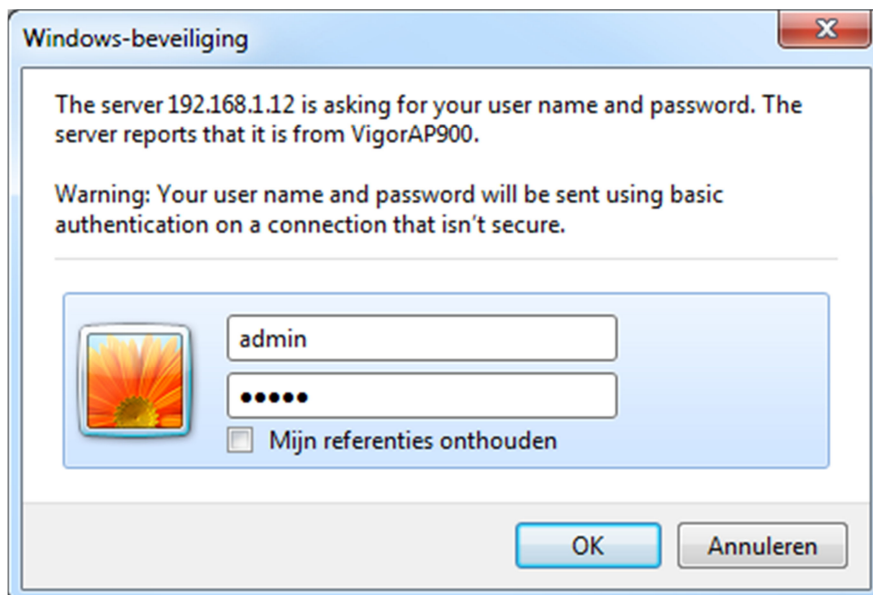 Windows-beveiliging
The server 192.168.1.12 is asking for your user name and password. The
server reports that it is from VigorAP900.
Warning: Your user name and password will be sent using basic
authentication on a connection that isn't secure.
admin
•••••
Mijn referenties onthouden
OK
Annuleren